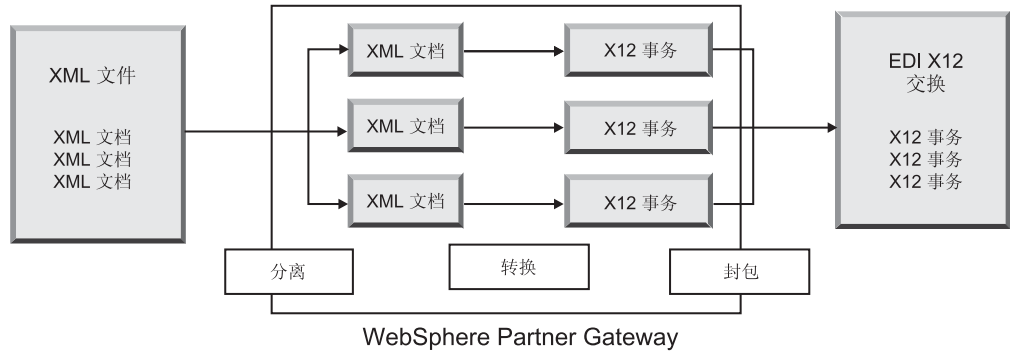 XML 文件
XML 文档
XML 文档
XML 文档
XML 文档
X12 事务
XML 文档
X12 事务
XML 文档
X12 事务
分离
转换
封包
EDI X12
交换
X12 事务
X12 事务
X12 事务
WebSphere Partner Gateway